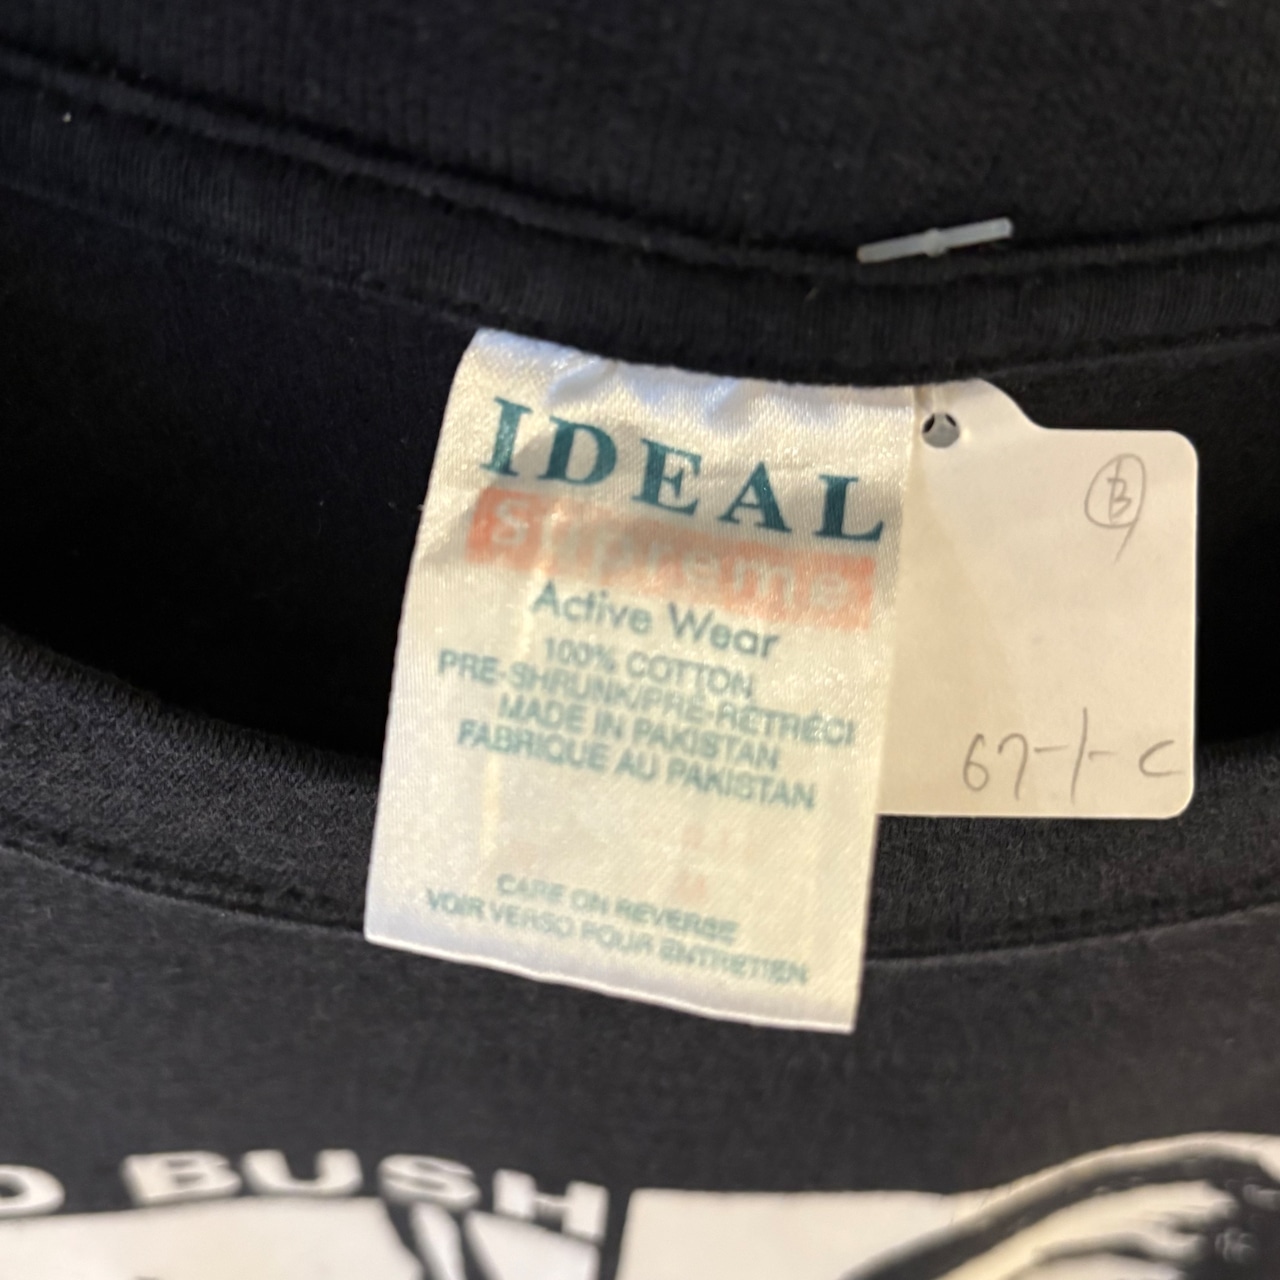 IDEAL
Supreme
Active Wear
100% COTTON
PRE-SHRUNK/PRE-RÉTRÉCI
MADE IN PAKISTAN
FABRIQUE AU PAKISTAN
M
CARE ON REVERSE
VOIR VERSO POUR ENTRETIEN
B
67-1-C
BUSH